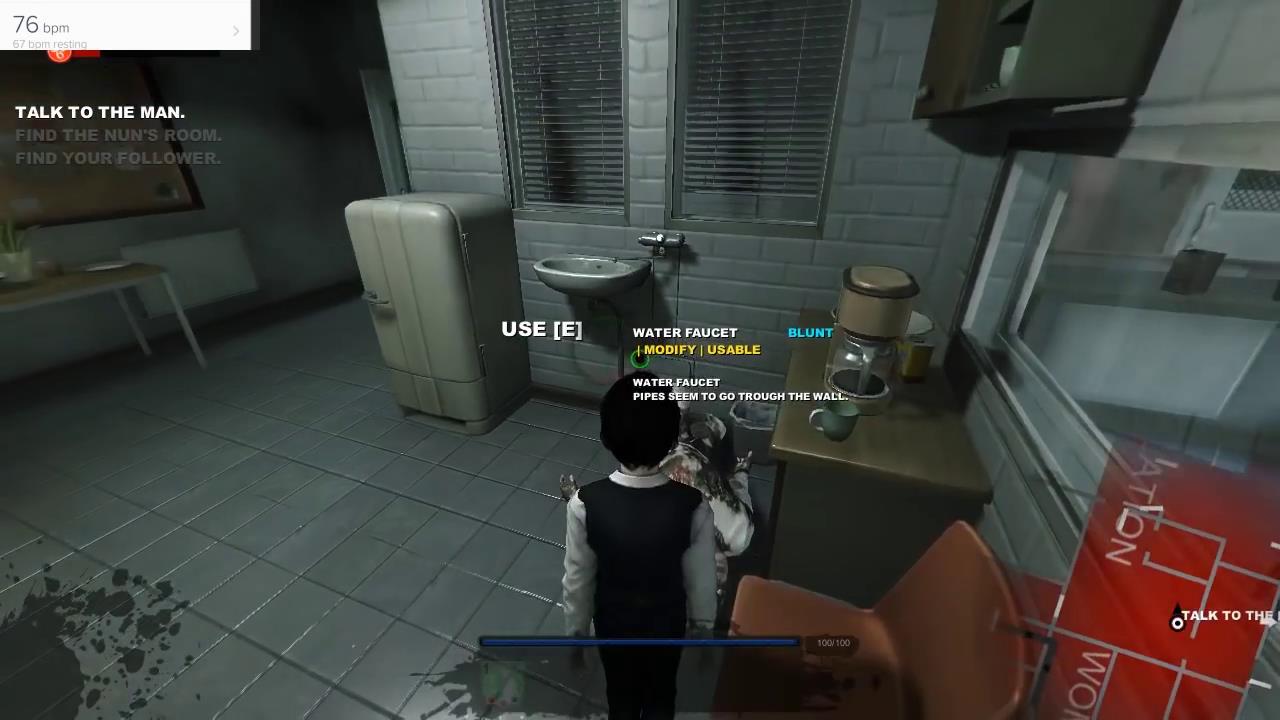 76 bpm
67 bpm resting
TALK TO THE MAN.
FIND THE NUN'S ROOM.
FIND YOUR FOLLOWER.
USE [E]
WATER FAUCET BLUNT
| MODIFY | USABLE
WATER FAUCET
PIPES SEEM TO GO TROUGH THE WALL.
100/100
TALK TO THE